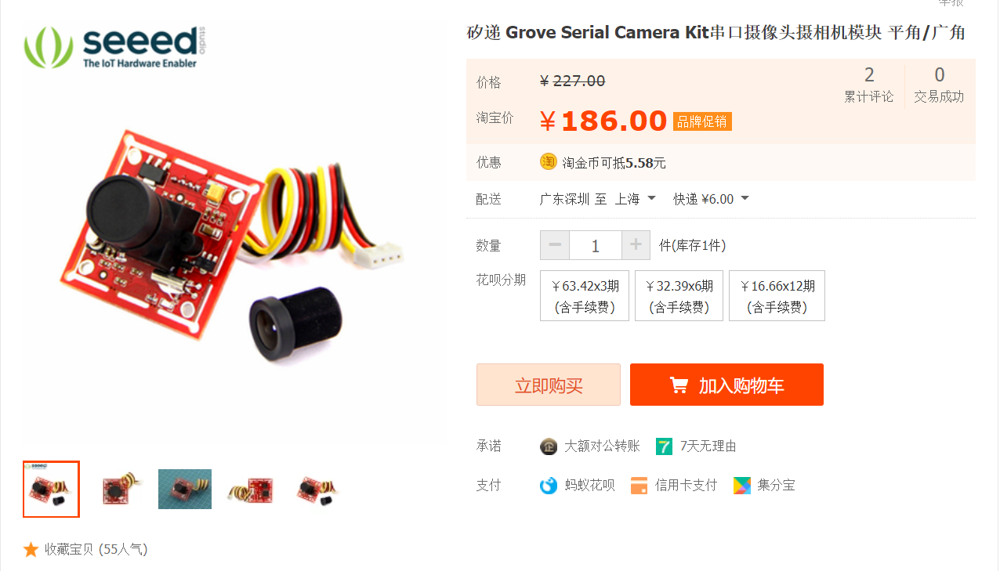 举报
seeed
studio
The IoT Hardware Enabler
矽递 Grove Serial Camera Kit串口摄像头摄相机模块 平角/广角
价格 ¥ 227.00
2 累计评论
0 交易成功
淘宝价 ¥ 186.00 品牌促销
优惠 淘 淘金币可抵5.58元
配送 广东深圳 至 上海 快递 ¥6.00
数量 1 件(库存1件)
花呗分期
¥63.42x3期
(含手续费)
¥32.39x6期
(含手续费)
¥16.66x12期
(含手续费)
立即购买 加入购物车
承诺 企 大额对公转账 7 7天无理由
支付 蚂蚁花呗 信用卡支付 集分宝
seeed
收藏宝贝 (55人气)